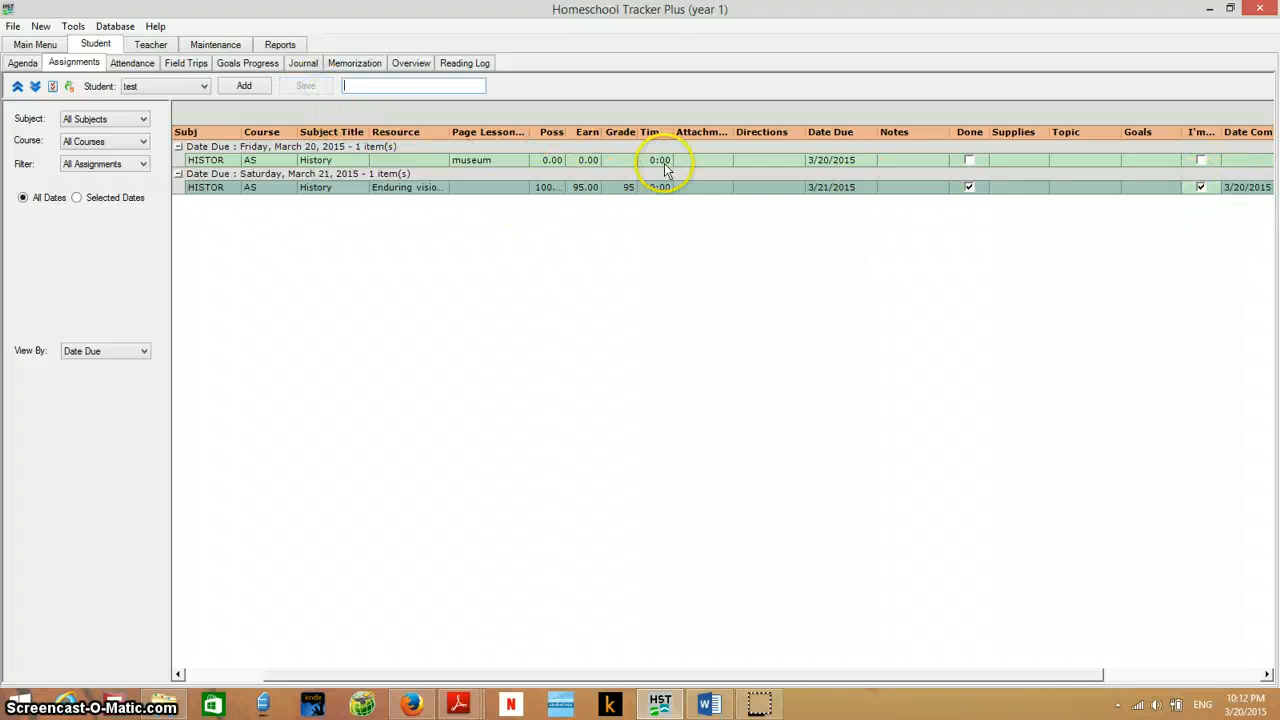 HST
Homeschool Tracker Plus (year 1)
File New Tools Database Help
Main Menu Student Teacher Maintenance Reports
Agenda Assignments Attendance Field Trips Goals Progress Journal Memorization Overview Reading Log
Student: test Add Save
Subject: All Subjects
Course: All Courses
Filter: All Assignments
All Dates Selected Dates
View By: Date Due
Subj Course Subject Title Resource Page Lesson... Poss Earn Grade Tim... Attachm... Directions Date Due Notes Done Supplies Topic Goals I'm... Date Com
Date Due : Friday, March 20, 2015 - 1 item(s)
HISTOR AS History museum 0.00 0.00 0:00 3/20/2015
Date Due : Saturday, March 21, 2015 - 1 item(s)
HISTOR AS History Enduring visio... 100.... 95.00 95 0:00 3/21/2015 3/20/2015
Screencast-O-Matic.com
kindle
N
k
HST
W
ENG
10:12 PM
3/20/2015